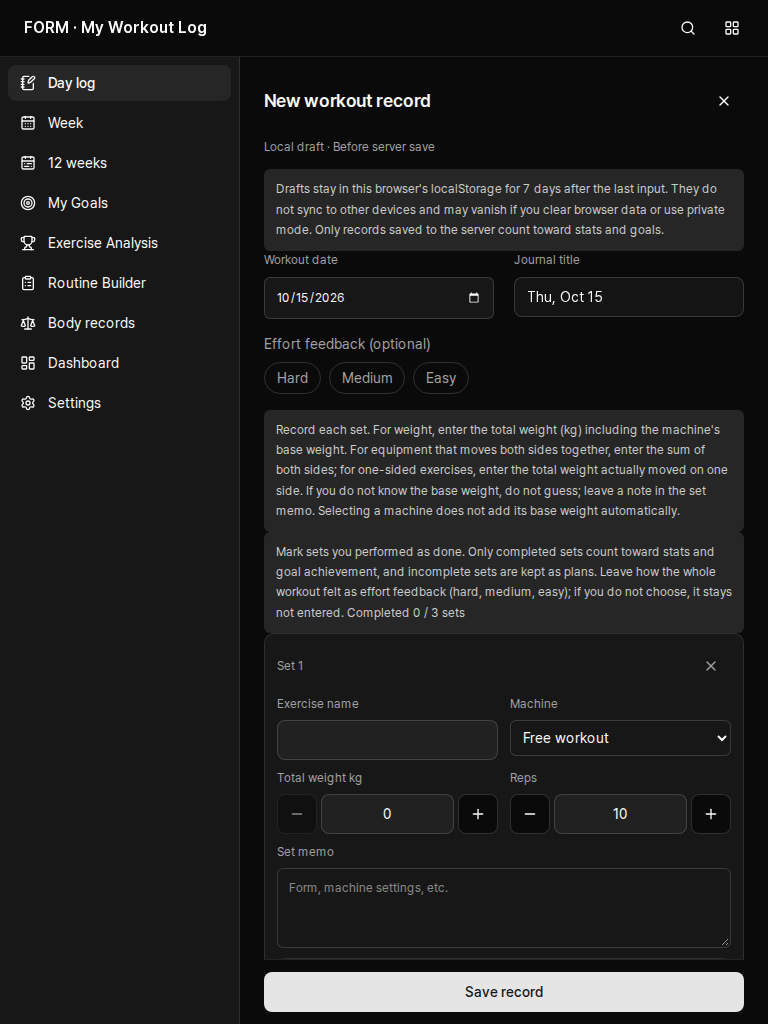 FORM · My Workout Log
Day log
Week
12 weeks
My Goals
Exercise Analysis
Routine Builder
Body records
Dashboard
Settings
New workout record
Local draft · Before server save
Drafts stay in this browser's localStorage for 7 days after the last input. They do
not sync to other devices and may vanish if you clear browser data or use private
mode. Only records saved to the server count toward stats and goals.
Workout date
Journal title
10/15/2026
Thu, Oct 15
Effort feedback (optional)
Hard
Medium
Easy
Record each set. For weight, enter the total weight (kg) including the machine's
base weight. For equipment that moves both sides together, enter the sum of
both sides; for one-sided exercises, enter the total weight actually moved on one
side. If you do not know the base weight, do not guess; leave a note in the set
memo. Selecting a machine does not add its base weight automatically.
Mark sets you performed as done. Only completed sets count toward stats and
goal achievement, and incomplete sets are kept as plans. Leave how the whole
workout felt as effort feedback (hard, medium, easy); if you do not choose, it stays
not entered. Completed 0 / 3 sets
Set 1
Exercise name
Machine
Free workout
Total weight kg
Reps
0
10
Set memo
Form, machine settings, etc.
Save record